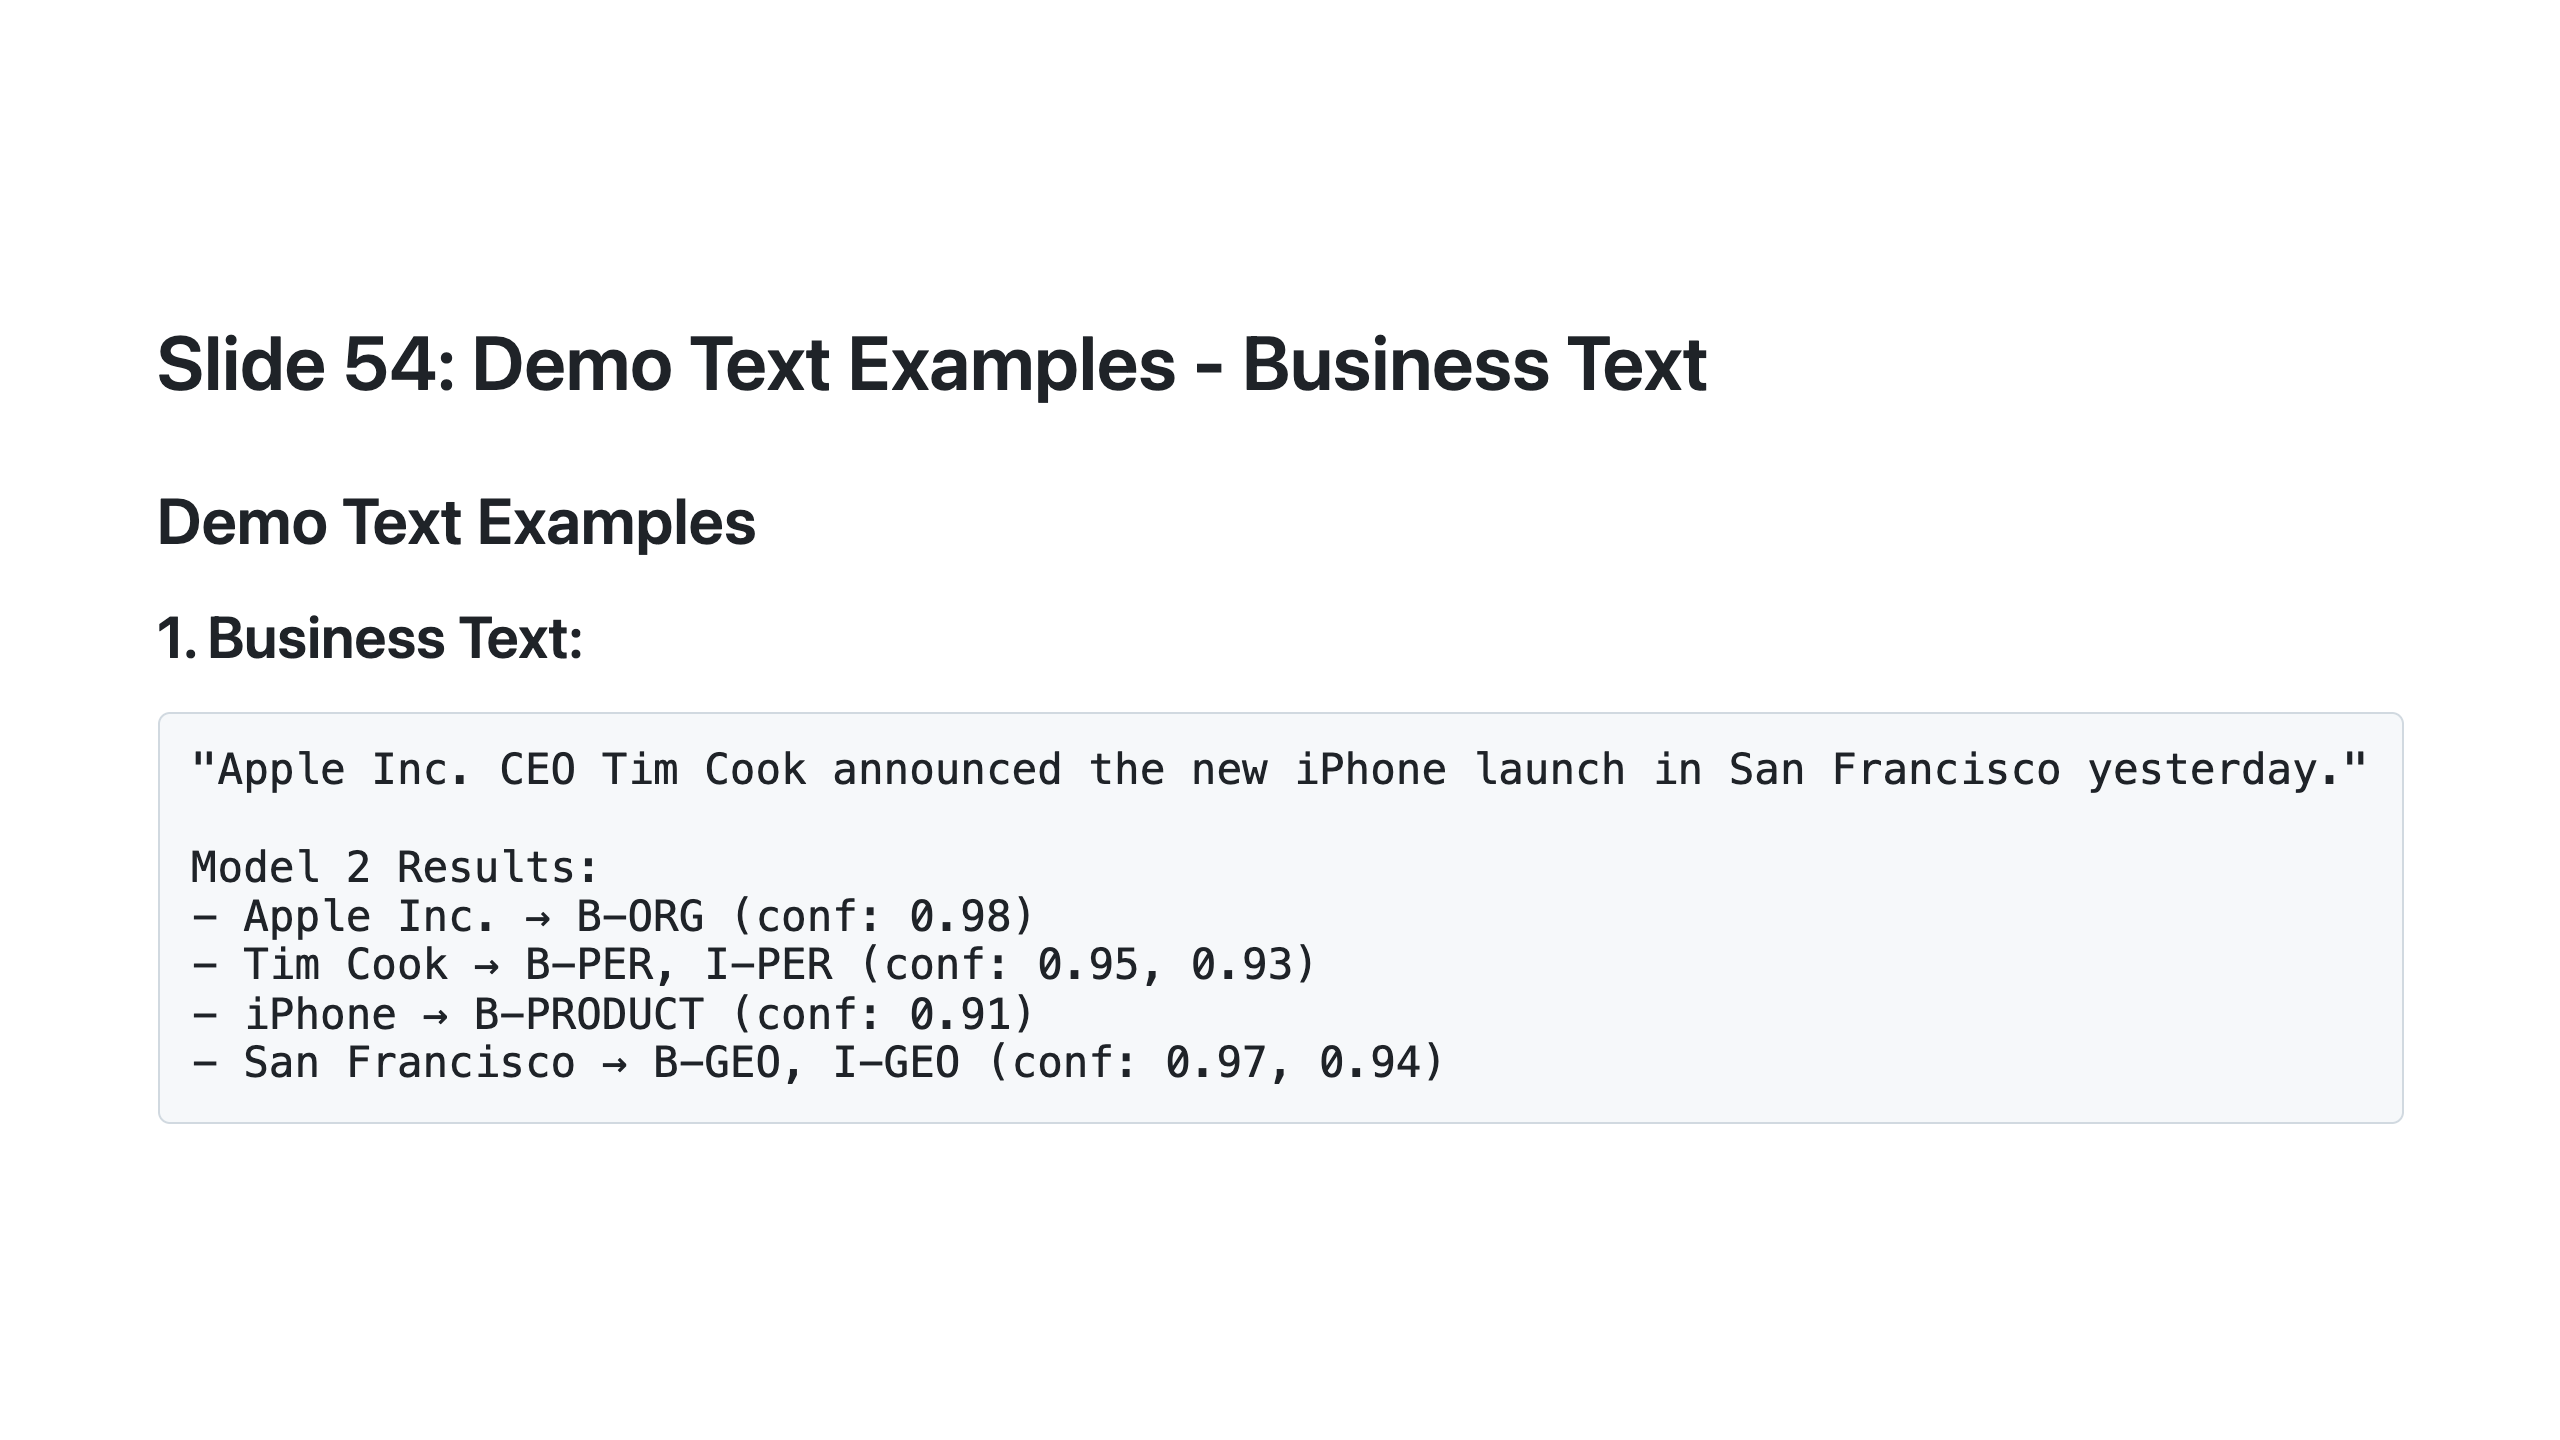 Slide 54: Demo Text Examples - Business Text
Demo Text Examples
1. Business Text:
"Apple Inc. CEO Tim Cook announced the new iPhone launch in San Francisco yesterday."
Model 2 Results:
- Apple Inc. → B-ORG (conf: 0.98)
- Tim Cook → B-PER, I-PER (conf: 0.95, 0.93)
- iPhone → B-PRODUCT (conf: 0.91)
- San Francisco → B-GEO, I-GEO (conf: 0.97, 0.94)